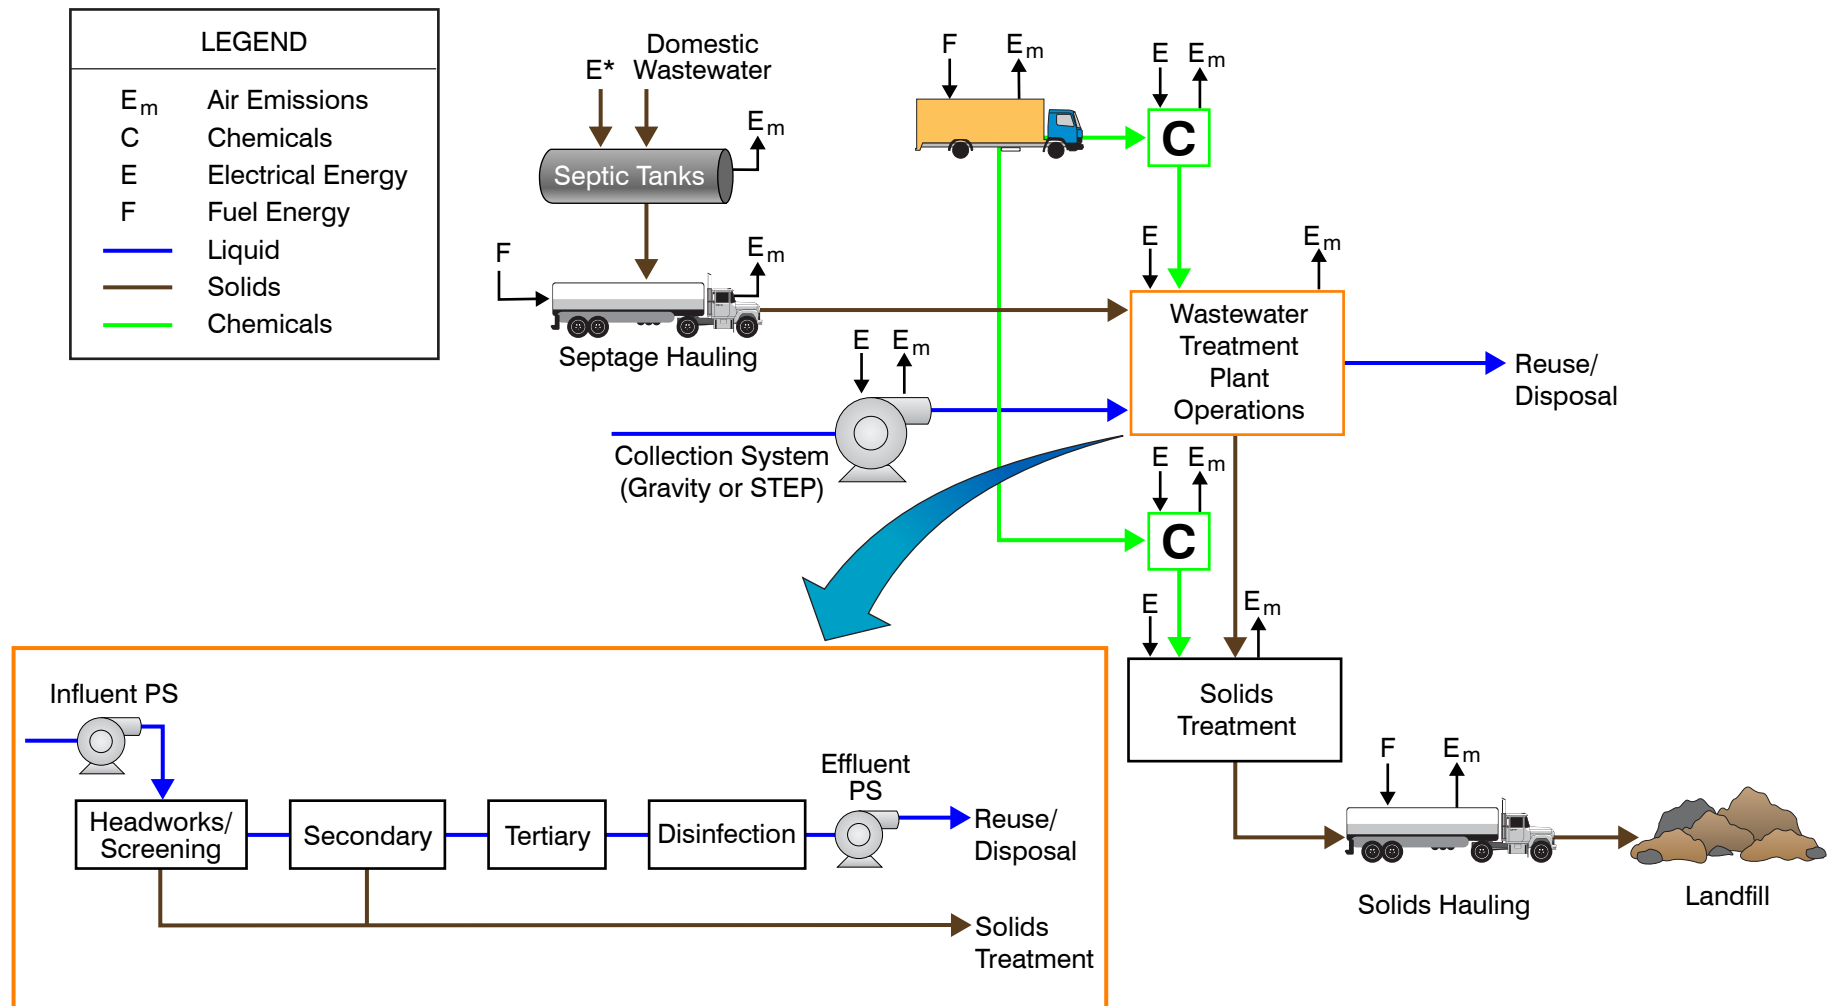 LEGEND
Em Air Emissions
C Chemicals
E Electrical Energy
F Fuel Energy
Liquid
Solids
Chemicals
E*
Domestic
Wastewater
Em
Septic Tanks
F
Em
Septage Hauling
E
Em
Collection System
(Gravity or STEP)
F
Em
E
Em
C
E
Em
Wastewater
Treatment
Plant
Operations
Reuse/
Disposal
E
Em
C
E
Em
Solids
Treatment
F
Em
Solids Hauling
Landfill
Influent PS
Headworks/
Screening
Secondary
Tertiary
Disinfection
Effluent
PS
Reuse/
Disposal
Solids
Treatment